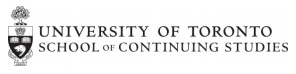 UNIVERSITY OF TORONTO
SCHOOL OF CONTINUING STUDIES